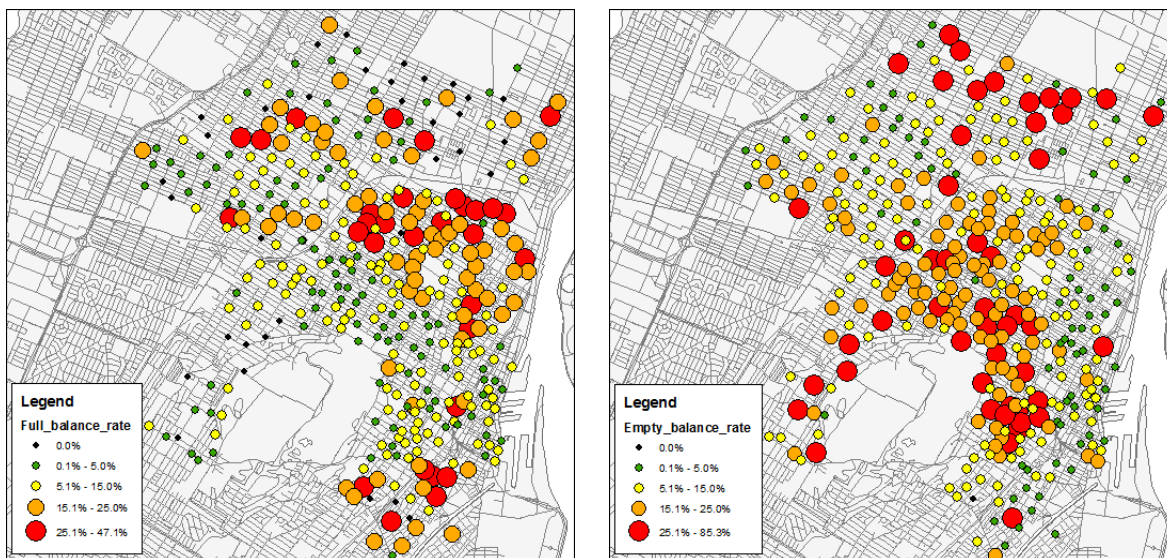 Legend
Full_balance_rate
0.0%
0.1% - 5.0%
5.1% - 15.0%
15.1% - 25.0%
25.1% - 47.1%
Legend
Empty_balance_rate
0.0%
0.1% - 5.0%
5.1% - 15.0%
15.1% - 25.0%
25.1% - 85.3%